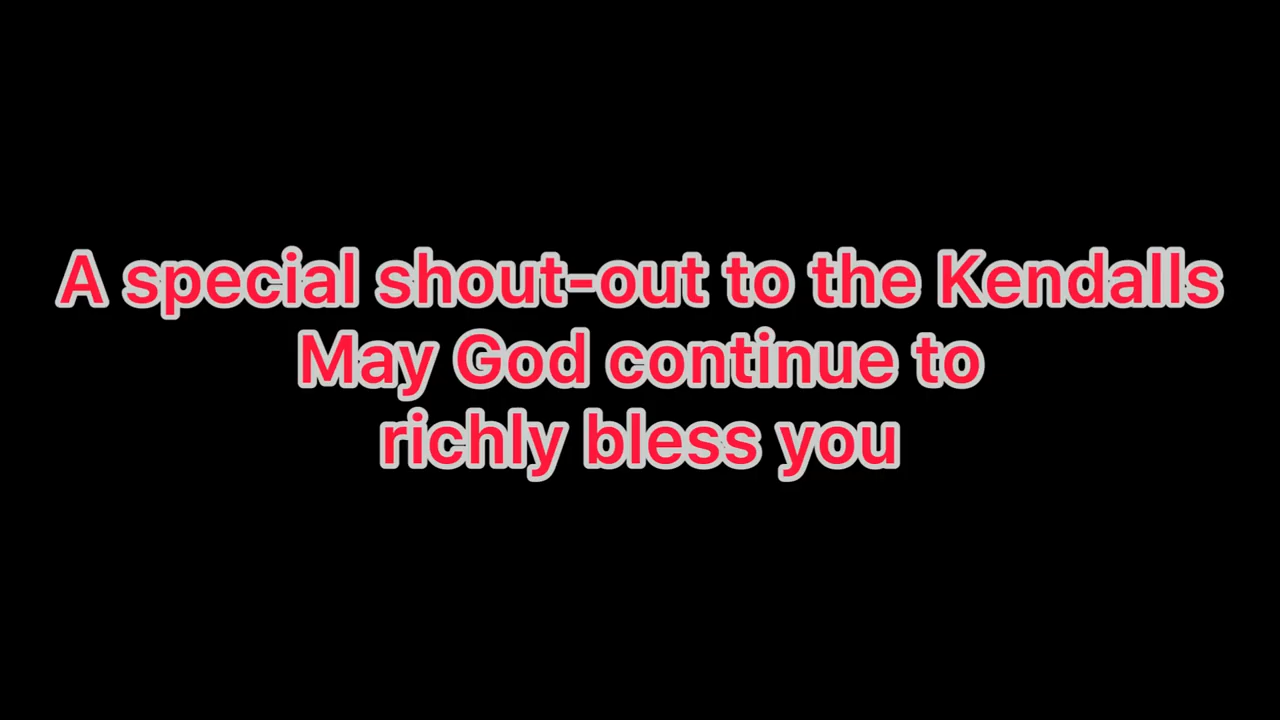 A special shout-out to the Kendalls
May God continue to
richly bless you